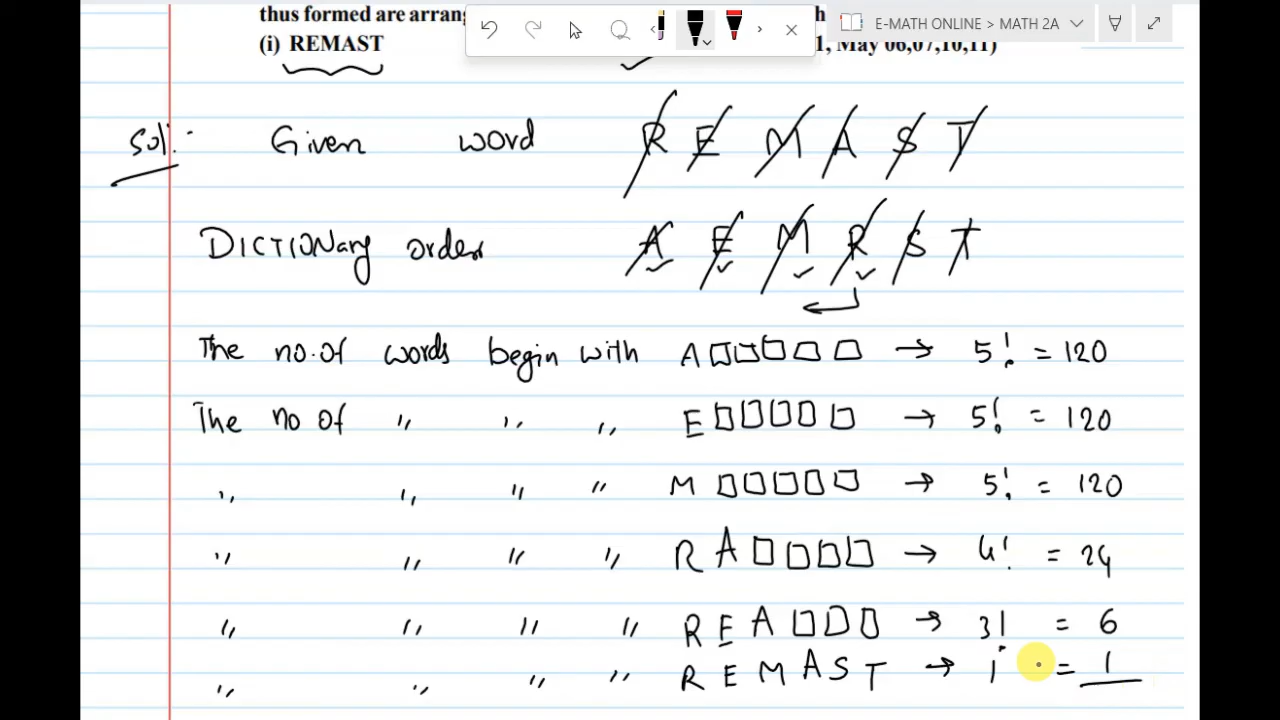 thus formed are arrang
E-MATH ONLINE > MATH 2A
(i) REMAST
1, May 06,07,10,11)
Sol: Given word R E M A S T
DICTIONary order A E M R S T
The no.of words begin with A□□□□□ → 5! = 120
The no of " " " E□□□□□ → 5! = 120
" " " " M □□□□□ → 5! = 120
" " " " R A □□□□ → 4! = 24
" " " " R E A □□□ → 3! = 6
" " " " R E M A S T → 1 = 1